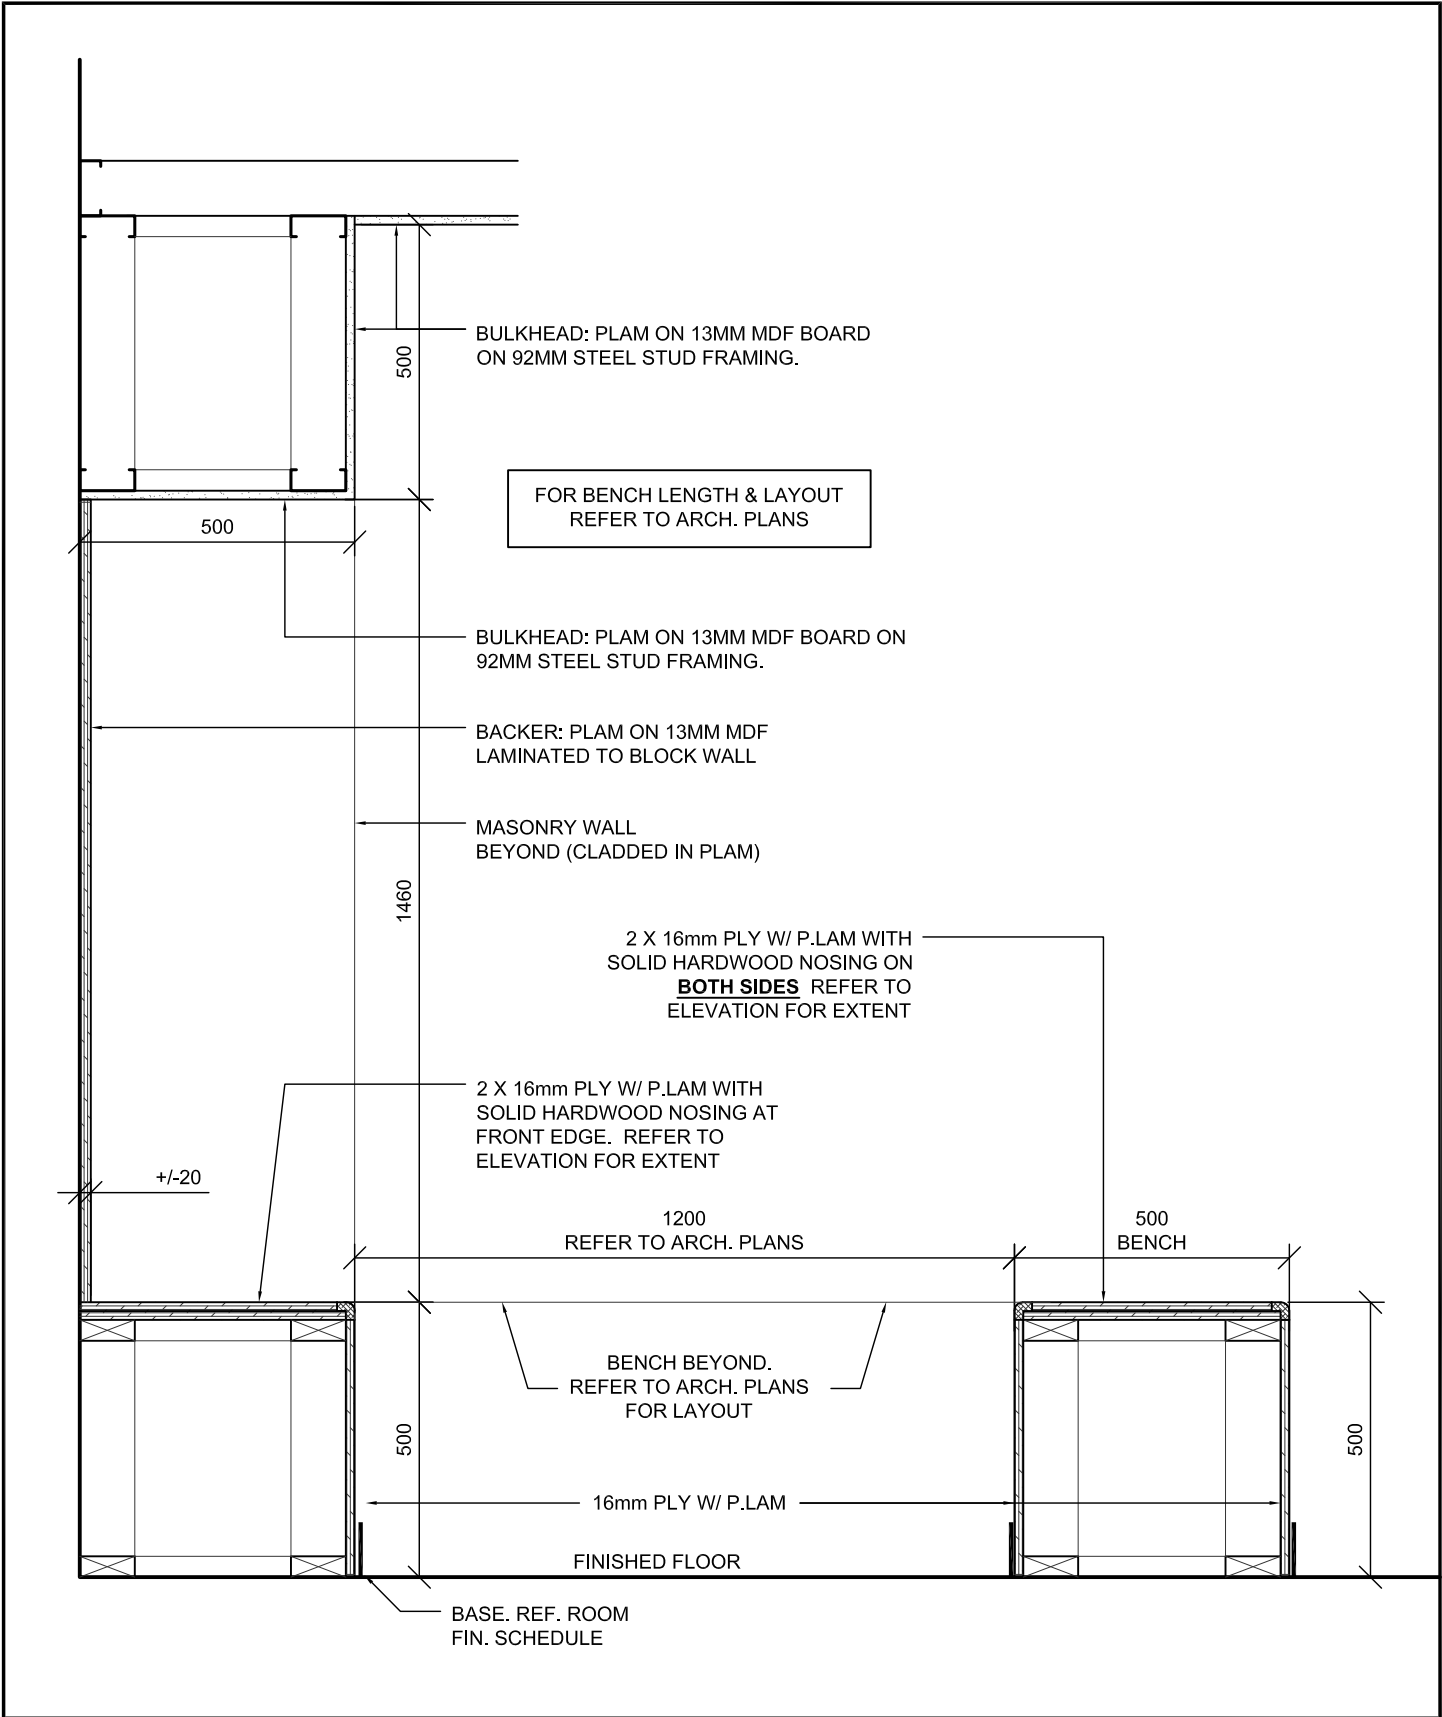 BULKHEAD: PLAM ON 13MM MDF BOARD
ON 92MM STEEL STUD FRAMING.
500
FOR BENCH LENGTH & LAYOUT
REFER TO ARCH. PLANS
500
BULKHEAD: PLAM ON 13MM MDF BOARD ON
92MM STEEL STUD FRAMING.
BACKER: PLAM ON 13MM MDF
LAMINATED TO BLOCK WALL
MASONRY WALL
BEYOND (CLADDED IN PLAM)
1460
2 X 16mm PLY W/ P.LAM WITH
SOLID HARDWOOD NOSING ON
BOTH SIDES REFER TO
ELEVATION FOR EXTENT
2 X 16mm PLY W/ P.LAM WITH
SOLID HARDWOOD NOSING AT
FRONT EDGE. REFER TO
ELEVATION FOR EXTENT
+/-20
1200
REFER TO ARCH. PLANS
500
BENCH
BENCH BEYOND.
REFER TO ARCH. PLANS
FOR LAYOUT
500
500
16mm PLY W/ P.LAM
FINISHED FLOOR
BASE. REF. ROOM
FIN. SCHEDULE